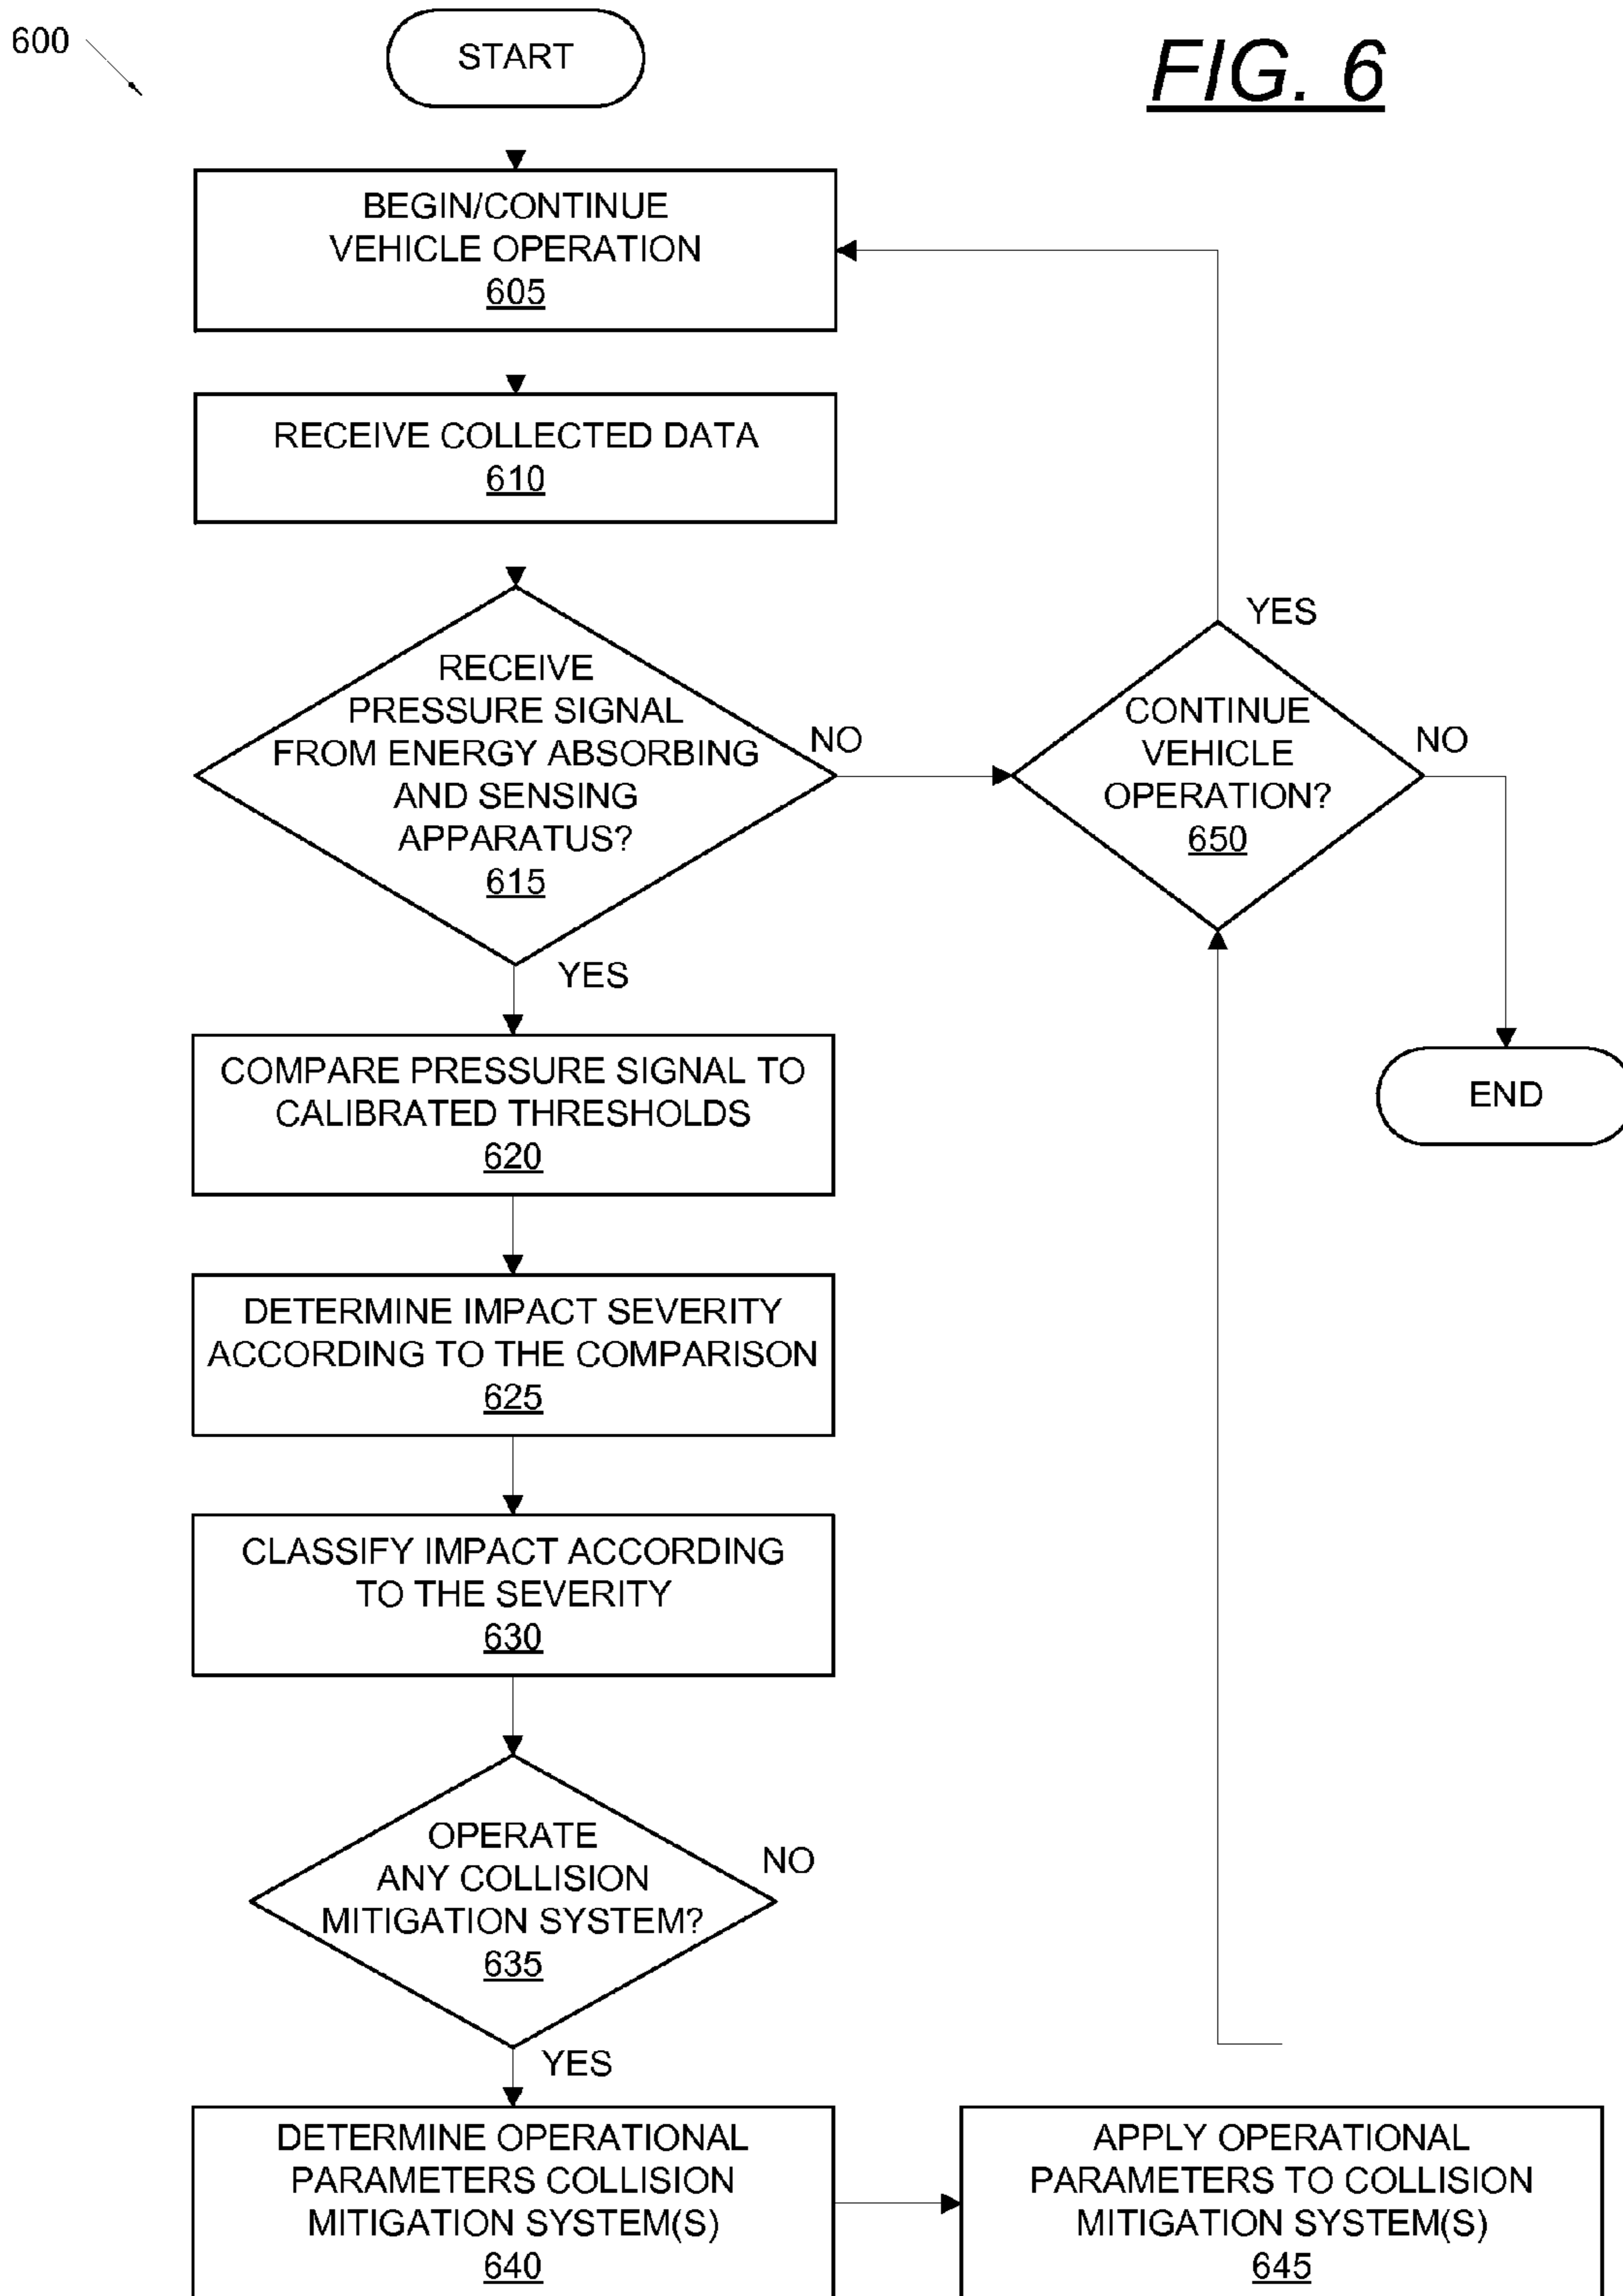 600
START
FIG. 6
BEGIN/CONTINUE
VEHICLE OPERATION
605
RECEIVE COLLECTED DATA
610
RECEIVE
PRESSURE SIGNAL
FROM ENERGY ABSORBING
AND SENSING
APPARATUS?
615
NO
YES
YES
CONTINUE
VEHICLE
OPERATION?
650
NO
END
COMPARE PRESSURE SIGNAL TO
CALIBRATED THRESHOLDS
620
DETERMINE IMPACT SEVERITY
ACCORDING TO THE COMPARISON
625
CLASSIFY IMPACT ACCORDING
TO THE SEVERITY
630
OPERATE
ANY COLLISION
MITIGATION SYSTEM?
635
NO
YES
DETERMINE OPERATIONAL
PARAMETERS COLLISION
MITIGATION SYSTEM(S)
640
APPLY OPERATIONAL
PARAMETERS TO COLLISION
MITIGATION SYSTEM(S)
645